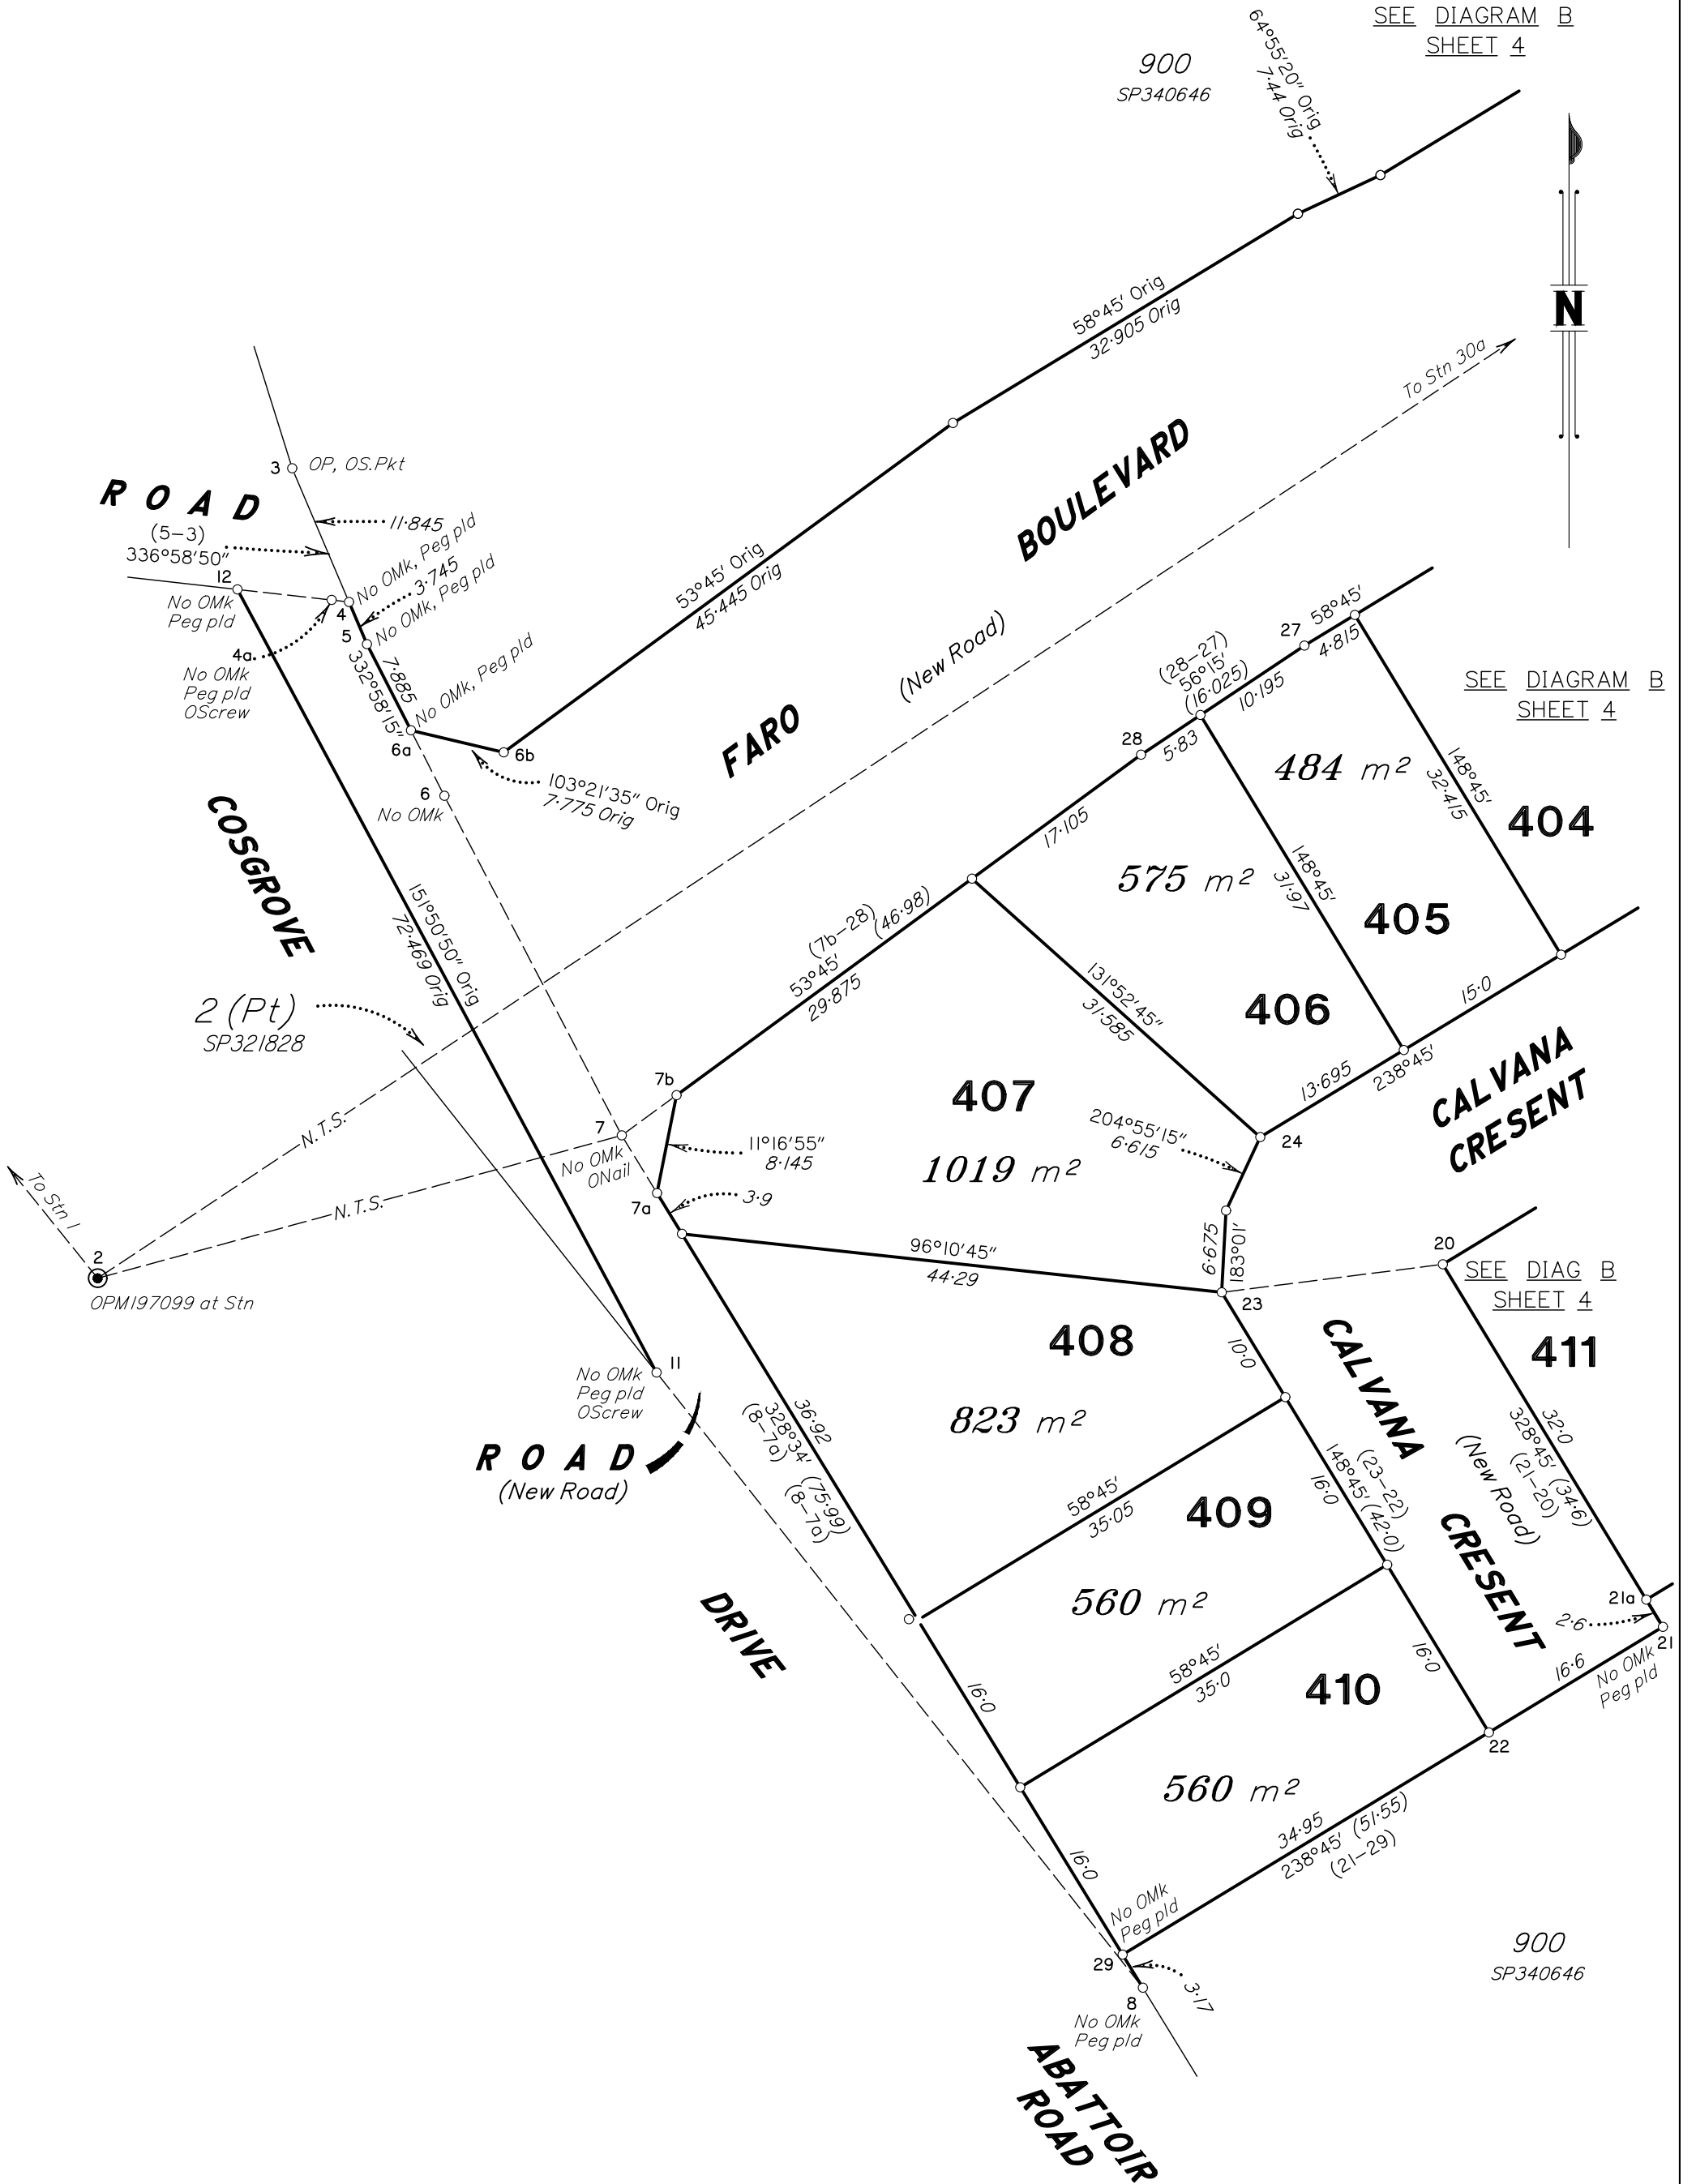 SEE DIAGRAM B
SHEET 4
900
SP340646
64°55'20" Orig
7·44 Orig
N
58°45' Orig
32·905 Orig
To Stn 30a
3
OP, OS.Pkt
ROAD
(5-3)
336°58'50"
11·845
12
No OMk
Peg pld
4
No OMk, Peg pld
3·745
5
No OMk, Peg pld
4a
No OMk
Peg pld
OScrew
7·885
332°58'15"
No OMk, Peg pld
6a
6b
103°21'35" Orig
7·775 Orig
6
No OMk
53°45' Orig
45·445 Orig
FARO
BOULEVARD
(New Road)
58°45'
4·815
27
(28-27)
56°15'
(16·025)
10·195
28
5·83
SEE DIAGRAM B
SHEET 4
484 m²
148°45'
32·415
404
17·105
575 m²
148°45'
31·97
405
COSGROVE
151°50'50" Orig
72·469 Orig
(7b-28)
(46·98)
53°45'
29·875
131°52'45"
31·585
406
15·0
13·695
238°45'
CALVANA
CRESENT
2 (Pt)
SP321828
7b
7
No OMk
ONail
407
1019 m²
11°16'55"
8·145
204°55'15"
6·615
24
N.T.S.
N.T.S.
To Stn 1
2
OPM197099 at Stn
7a
3·9
96°10'45"
44·29
6·675
183°01'
23
20
SEE DIAG B
SHEET 4
411
408
823 m²
10·0
CALVANA
CRESENT
(New Road)
11
No OMk
Peg pld
OScrew
ROAD
(New Road)
36·92
328°34' (75·99)
(8-7a) (8-7a)
58°45'
35·05
409
560 m²
16·0
(23-22)
148°45' (42·0)
32·0
328°45' (34·6)
(21-20)
21a
2·6
21
No OMk
Peg pld
16·6
DRIVE
16·0
58°45'
35·0
410
560 m²
16·0
22
34·95
238°45' (51·55)
(21-29)
16·0
No OMk
Peg pld
29
3·17
8
No OMk
Peg pld
900
SP340646
ABATTOIR
ROAD